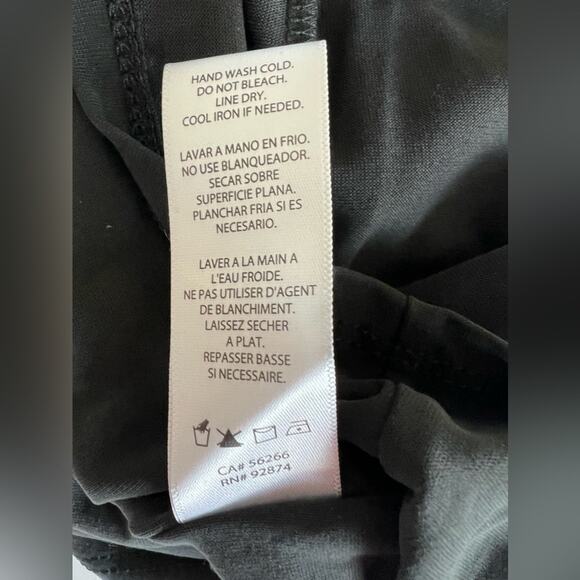 HAND WASH COLD.
DO NOT BLEACH.
LINE DRY.
COOL IRON IF NEEDED.
LAVAR A MANO EN FRIO.
NO USE BLANQUEADOR.
SECAR SOBRE
SUPERFICIE PLANA.
PLANCHAR FRIA SI ES
NECESARIO.
LAVER A LA MAIN A
L'EAU FROIDE.
NE PAS UTILISER D'AGENT
DE BLANCHIMENT.
LAISSEZ SECHER
A PLAT.
REPASSER BASSE
SI NECESSAIRE.
CA# 56266
RN# 92874